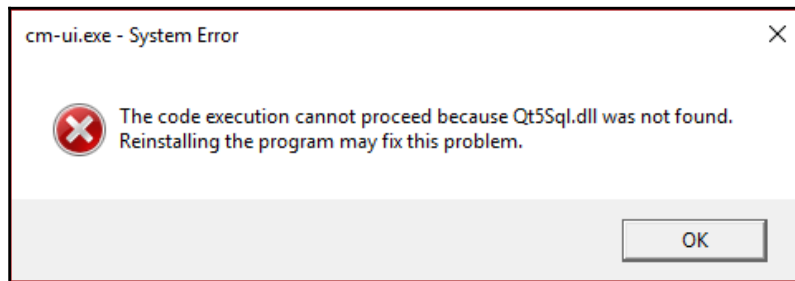 cm-ui.exe - System Error
The code execution cannot proceed because Qt5Sql.dll was not found.
Reinstalling the program may fix this problem.
OK